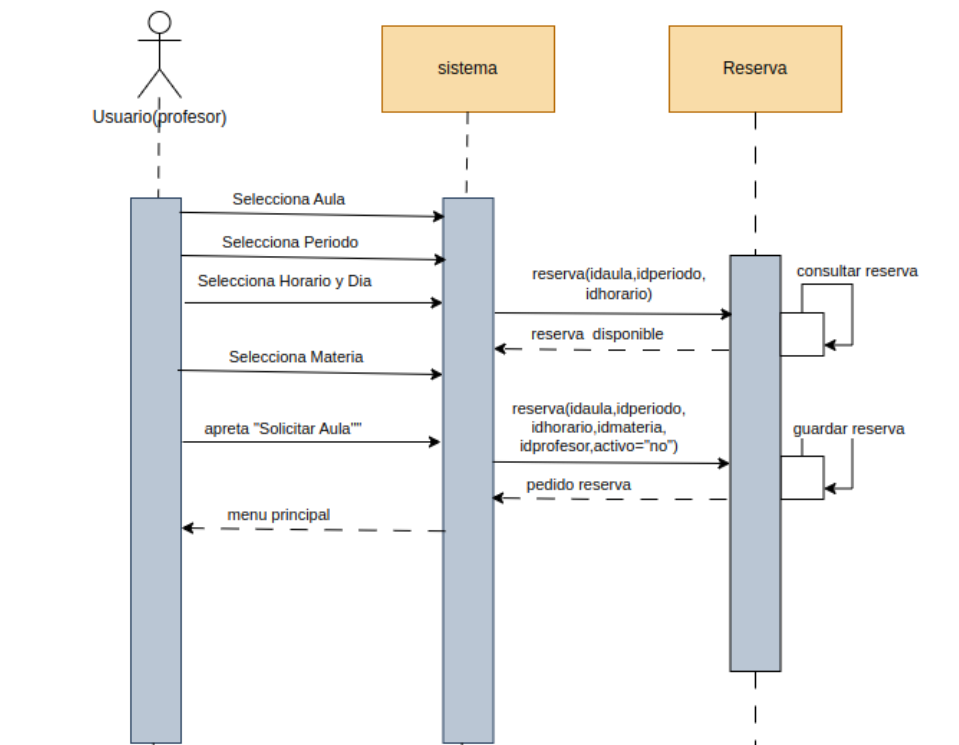 sistema
Reserva
Usuario(profesor)
Selecciona Aula
Selecciona Periodo
Selecciona Horario y Dia
reserva(idaula,idperiodo,
idhorario)
consultar reserva
reserva disponible
Selecciona Materia
reserva(idaula,idperiodo,
idhorario,idmateria,
idprofesor,activo="no")
apreta "Solicitar Aula""
guardar reserva
pedido reserva
menu principal